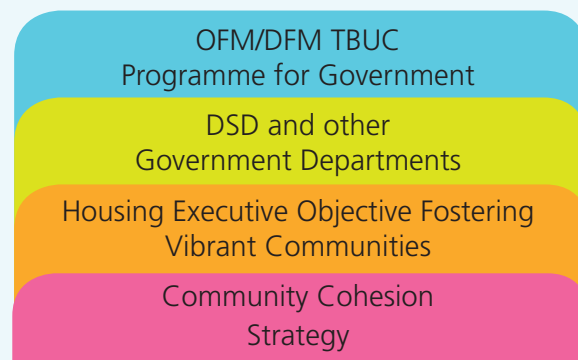 OFM/DFM TBUC
Programme for Government
DSD and other
Government Departments
Housing Executive Objective Fostering
Vibrant Communities
Community Cohesion
Strategy